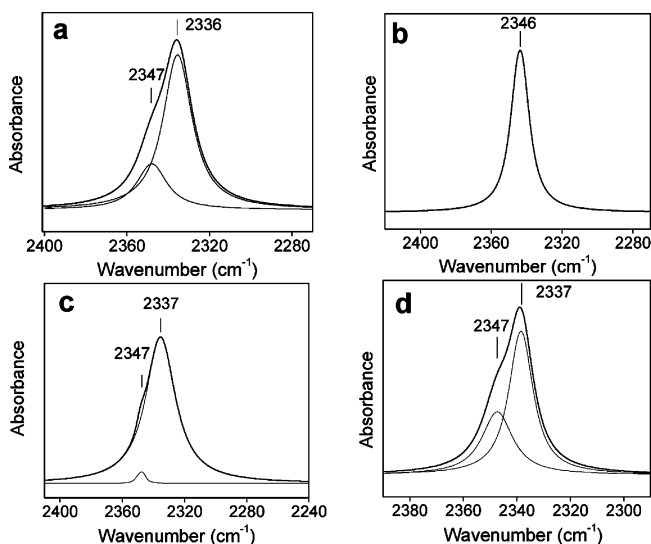 a
2336
2347
Absorbance
2400 2360 2320 2280
Wavenumber (cm⁻¹)
b
2346
Absorbance
2400 2360 2320 2280
Wavenumber (cm⁻¹)
c
2337
2347
Absorbance
2400 2360 2320 2280 2240
Wavenumber (cm⁻¹)
d
2337
2347
Absorbance
2380 2360 2340 2320 2300
Wavenumber (cm⁻¹)